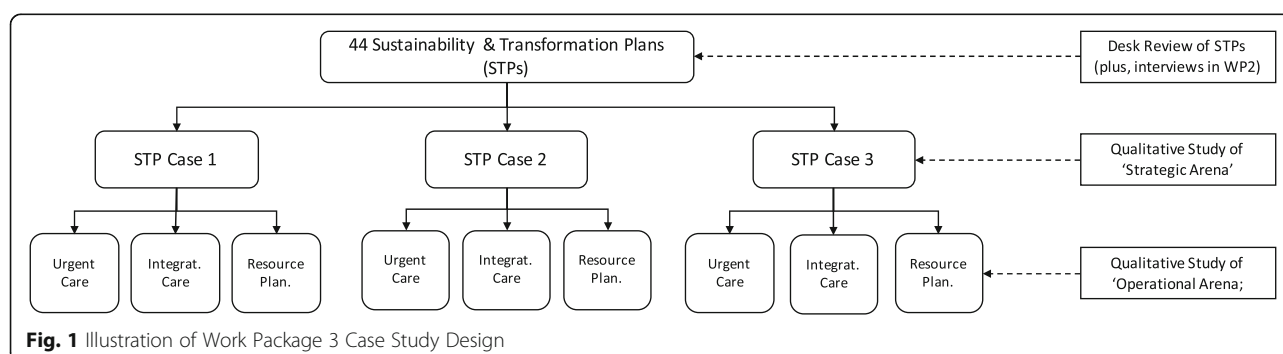 44 Sustainability & Transformation Plans
(STPs)
Desk Review of STPs
(plus, interviews in WP2)
STP Case 1
STP Case 2
STP Case 3
Qualitative Study of
‘Strategic Arena’
Urgent
Care
Integrat.
Care
Resource
Plan.
Urgent
Care
Integrat.
Care
Resource
Plan.
Urgent
Care
Integrat.
Care
Resource
Plan.
Qualitative Study of
‘Operational Arena;
Fig. 1 Illustration of Work Package 3 Case Study Design